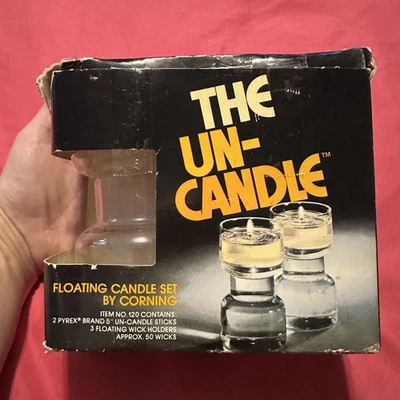 THE
UN-
CANDLE™
FLOATING CANDLE SET
BY CORNING
ITEM NO. 120 CONTAINS:
2 PYREX® BRAND 5" UN-CANDLE STICKS
3 FLOATING WICK HOLDERS
APPROX. 50 WICKS